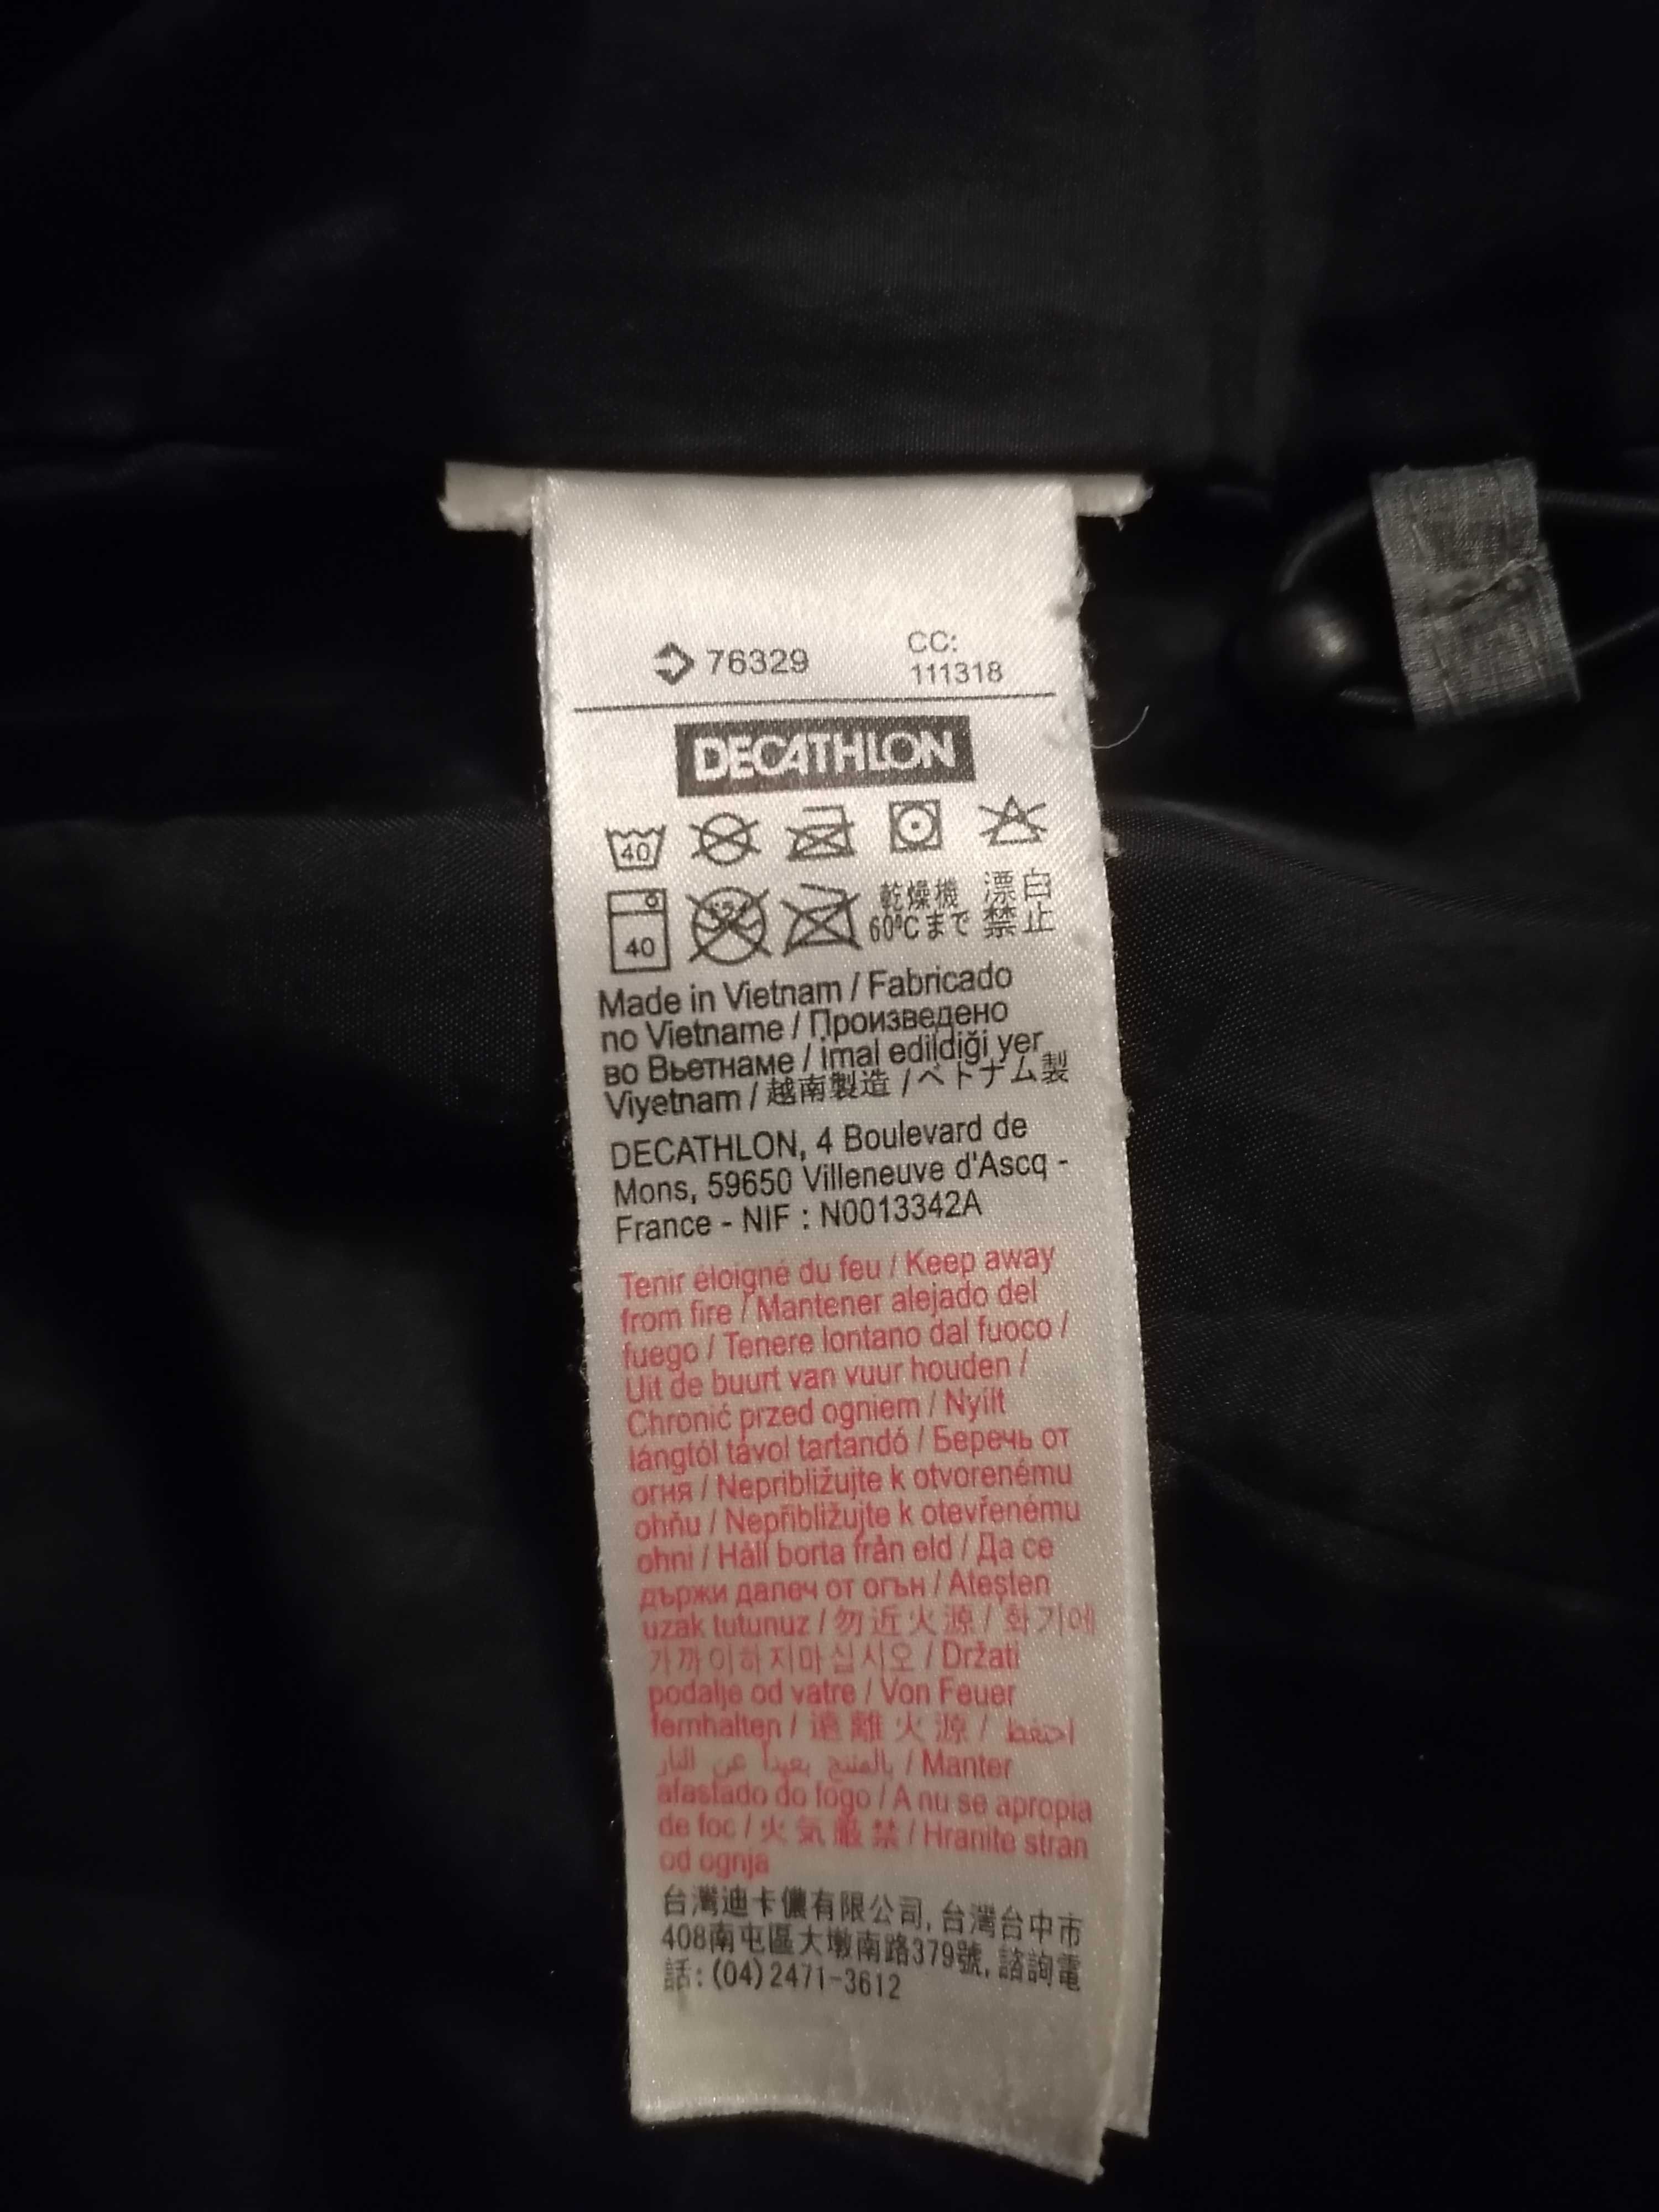 76329 CC:
111318
DECATHLON
40
40 乾燥機 漂白
60°Cまで 禁止
Made in Vietnam / Fabricado
no Vietname / Произведено
во Вьетнаме / imal edildiği yer
Viyetnam / 越南製造 / ベトナム製
DECATHLON, 4 Boulevard de
Mons, 59650 Villeneuve d'Ascq -
France - NIF : N0013342A
Tenir éloigné du feu / Keep away
from fire / Mantener alejado del
fuego / Tenere lontano dal fuoco /
Uit de buurt van vuur houden /
Chronić przed ogniem / Nyílt
lángtól távol tartandó / Беречь от
огня / Nepribližujte k otvorenému
ohňu / Nepřibližujte k otevřenému
ohni / Håll borta från eld / Да се
държи далеч от огън / Ateşten
uzak tutunuz / 勿近火源 / 화기에
가까이하지마십시오 / Držati
podalje od vatre / Von Feuer
fernhalten / 遠離火源 / احتفظ
بالمنتج بعيداً عن النار / Manter
afastado do fogo / A nu se apropia
de foc / 火気厳禁 / Hranite stran
od ognja
台灣迪卡儂有限公司, 台灣台中市
408南屯區大墩南路379號, 諮詢電
話: (04)2471-3612